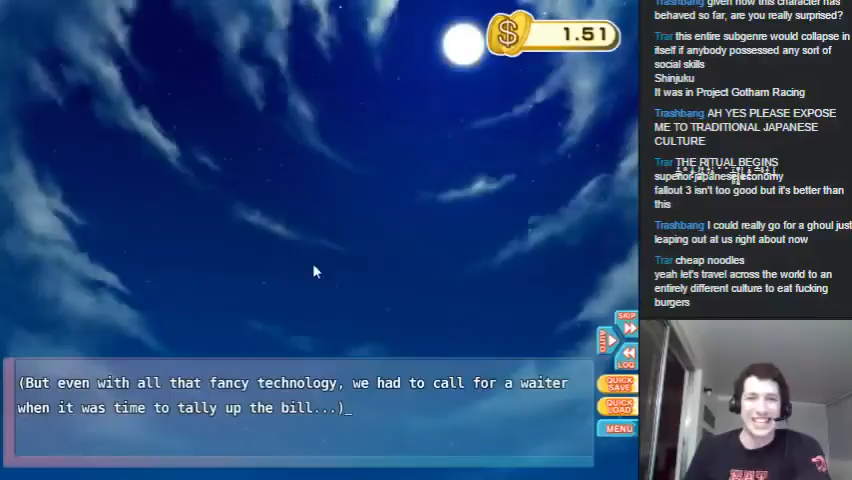 $ 1.51
(But even with all that fancy technology, we had to call for a waiter
when it was time to tally up the bill...)_
SKIP
AUTO
LOG
QUICK
SAVE
QUICK
LOAD
MENU
Trashbang given how this character has
behaved so far, are you really surprised?
Trar this entire subgenre would collapse in
itself if anybody possessed any sort of
social skills
Shinjuku
It was in Project Gotham Racing
Trashbang AH YES PLEASE EXPOSE
ME TO TRADITIONAL JAPANESE
CULTURE
Trar THE RITUAL BEGINS
superior japanese economy
fallout 3 isn't too good but it's better than
this
Trashbang I could really go for a ghoul just
leaping out at us right about now
Trar cheap noodles
yeah let's travel across the world to an
entirely different culture to eat fucking
burgers